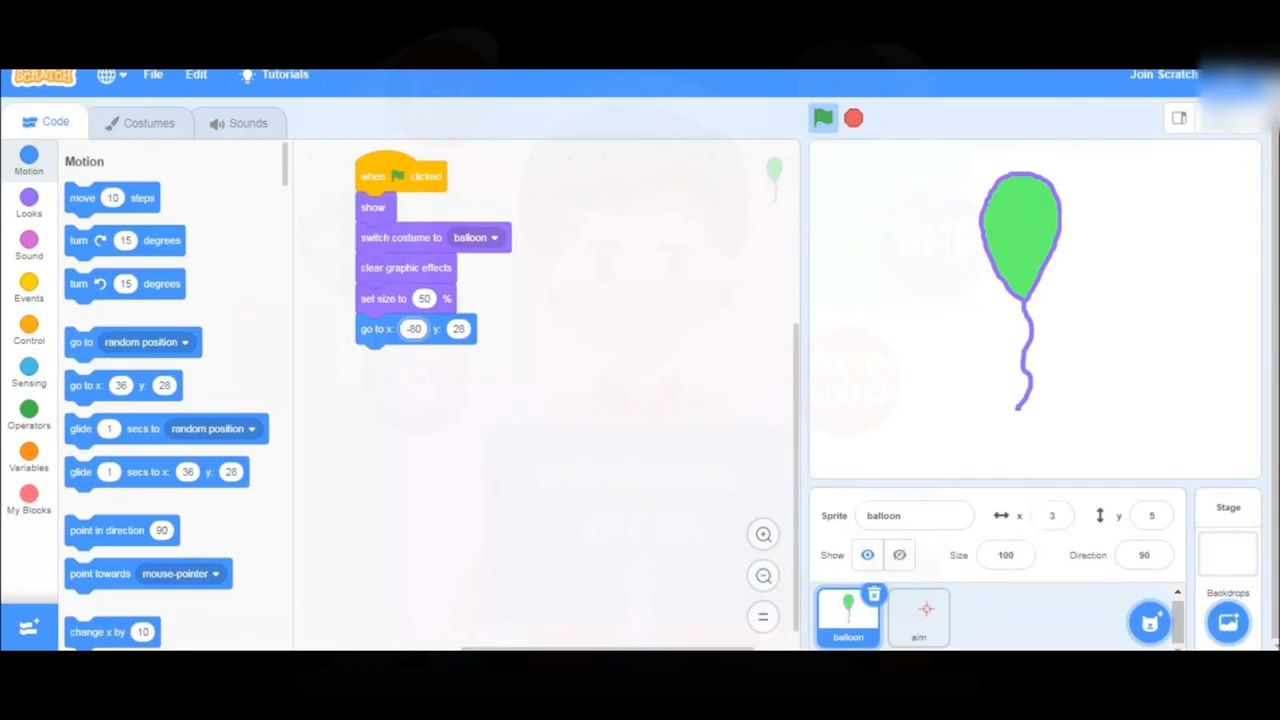 SCRATCH File Edit Tutorials Join Scratch
Code Costumes Sounds
Motion
Looks
Sound
Events
Control
Sensing
Operators
Variables
My Blocks
Motion
move 10 steps
turn 15 degrees
turn 15 degrees
go to random position
go to x: 36 y: 28
glide 1 secs to random position
glide 1 secs to x: 36 y: 28
point in direction 90
point towards mouse-pointer
change x by 10
when clicked
show
switch costume to balloon
clear graphic effects
set size to 50 %
go to x: -80 y: 28
Sprite balloon x 3 y 5
Show Size 100 Direction 90
balloon
aim
Stage
Backdrops
CSS